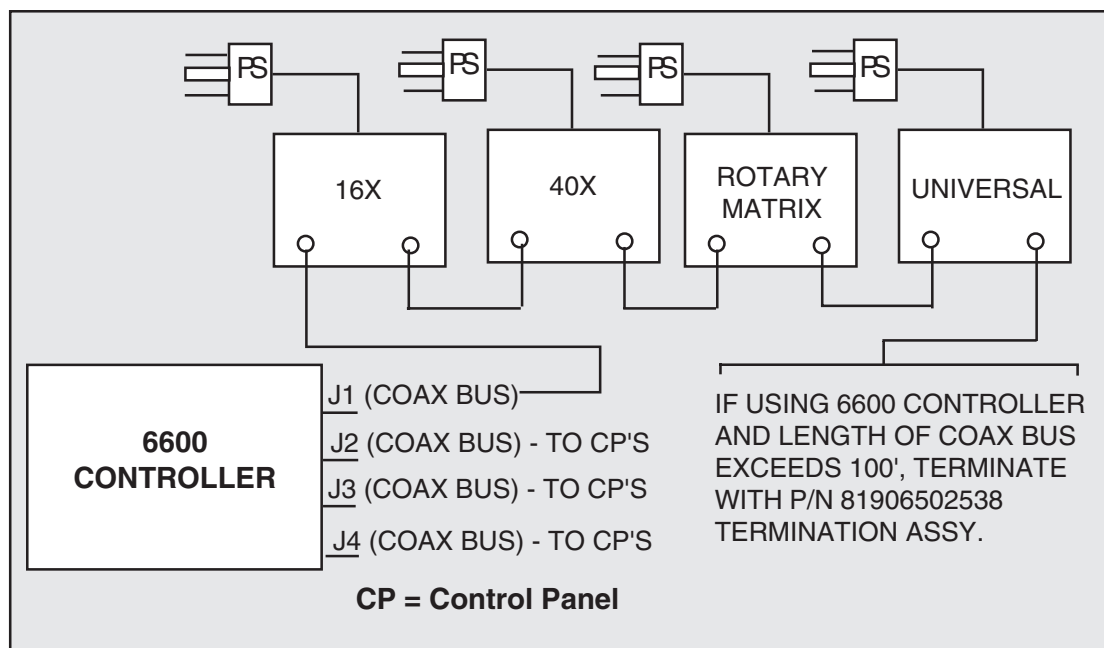 PS PS PS PS
16X
40X
ROTARY
MATRIX
UNIVERSAL
6600
CONTROLLER
J1 (COAX BUS)
J2 (COAX BUS) - TO CP'S
J3 (COAX BUS) - TO CP'S
J4 (COAX BUS) - TO CP'S
CP = Control Panel
IF USING 6600 CONTROLLER
AND LENGTH OF COAX BUS
EXCEEDS 100', TERMINATE
WITH P/N 81906502538
TERMINATION ASSY.